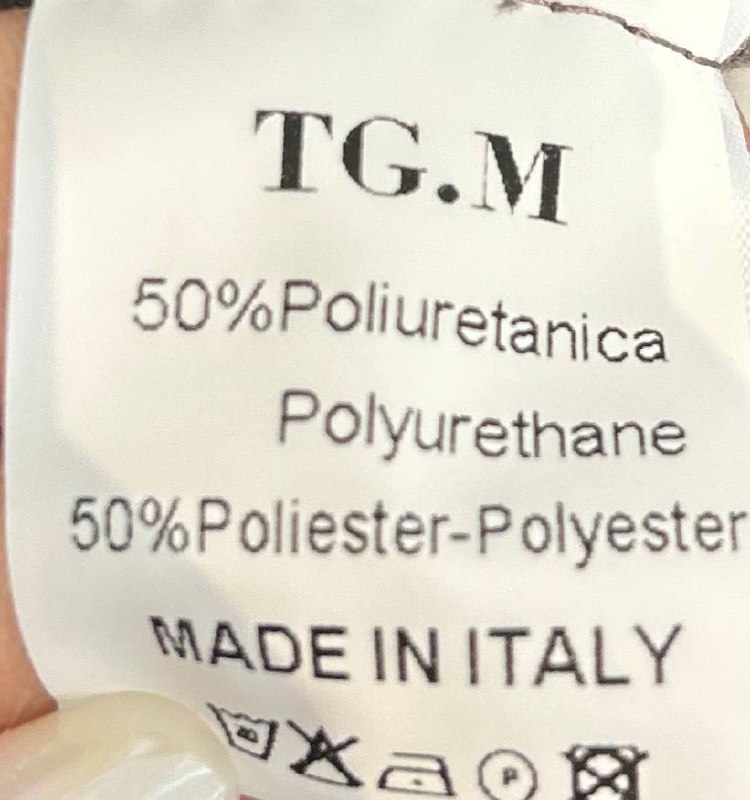 TG.M
50%Poliuretanica
Polyurethane
50%Poliester-Polyester
MADE IN ITALY
P